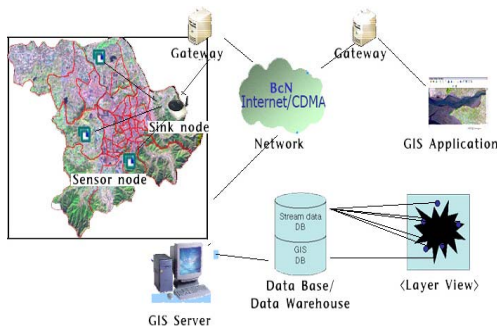 Gateway
Gateway
BcN
Internet/CDMA
Sink node
Network
GIS Application
Sensor node
Stream data
DB
GIS
DB
Data Base/
Data Warehouse
<Layer View>
GIS Server